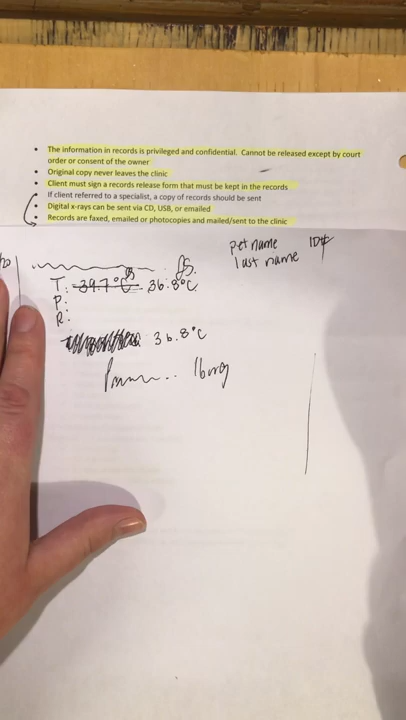 The information in records is privileged and confidential. Cannot be released except by court
order or consent of the owner
Original copy never leaves the clinic
Client must sign a records release form that must be kept in the records
If client referred to a specialist, a copy of records should be sent
Digital x-rays can be sent via CD, USB, or emailed
Records are faxed, emailed or photocopies and mailed/sent to the clinic
pet name ID#
last name
T: 39.7°C 36.8°C
P:
R:
36.8°C